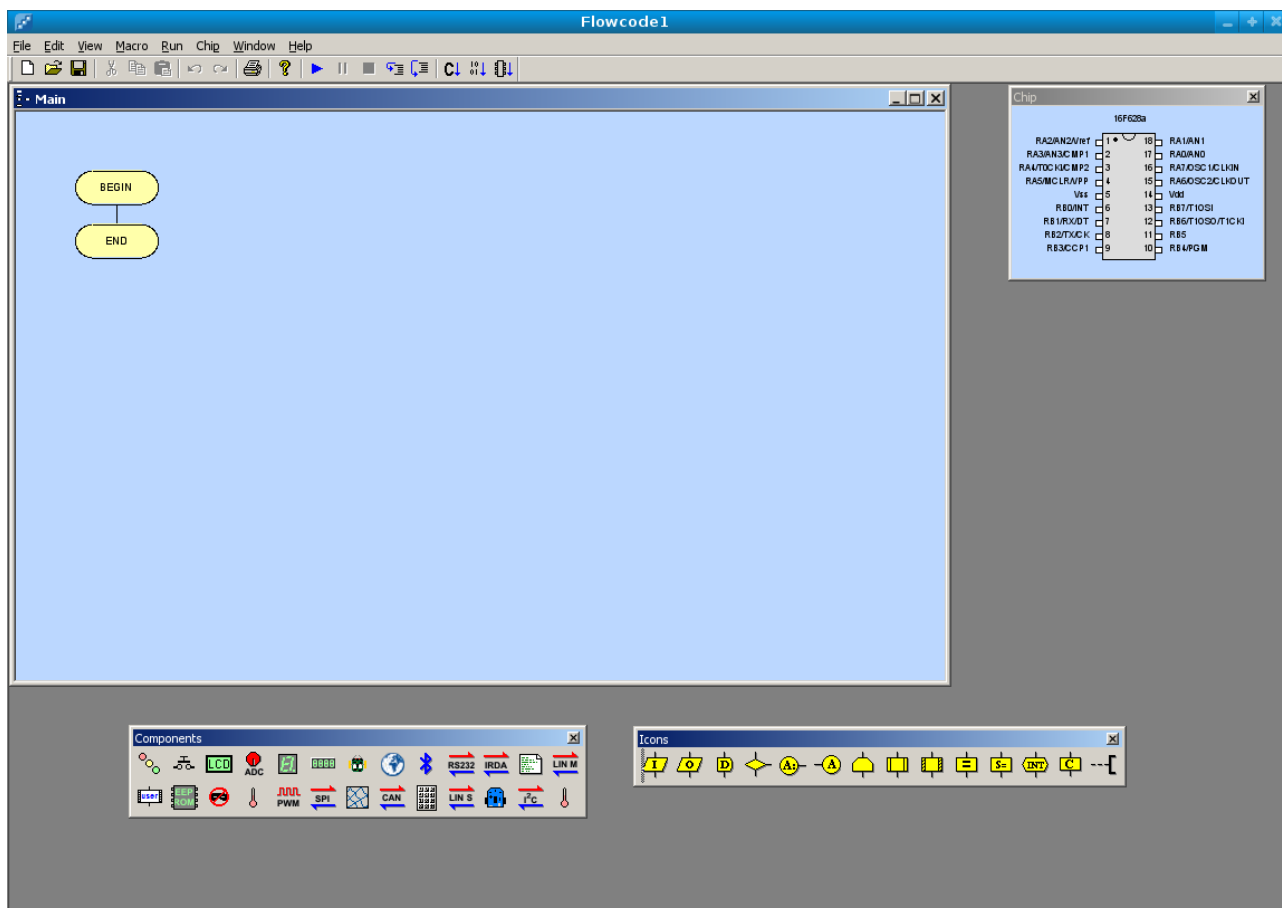 Flowcode1
File Edit View Macro Run Chip Window Help
Main
BEGIN
END
Chip
16F628a
RA2/AN2/Vref 1 18 RA1/AN1
RA3/AN3/CMP1 2 17 RA0/AN0
RA4/T0CKI/CMP2 3 16 RA7/OSC1/CLKIN
RA5/MCLR/VPP 4 15 RA6/OSC2/CLKOUT
Vss 5 14 Vdd
RB0/INT 6 13 RB7/T1OSI
RB1/RX/DT 7 12 RB6/T1OSO/T1CKI
RB2/TX/CK 8 11 RB5
RB3/CCP1 9 10 RB4/PGM
Components
LCD ADC RS232 IRDA LIN M
user EEP ROM PWM SPI CAN LIN S I²C
Icons
I O D A: A = S= INT C